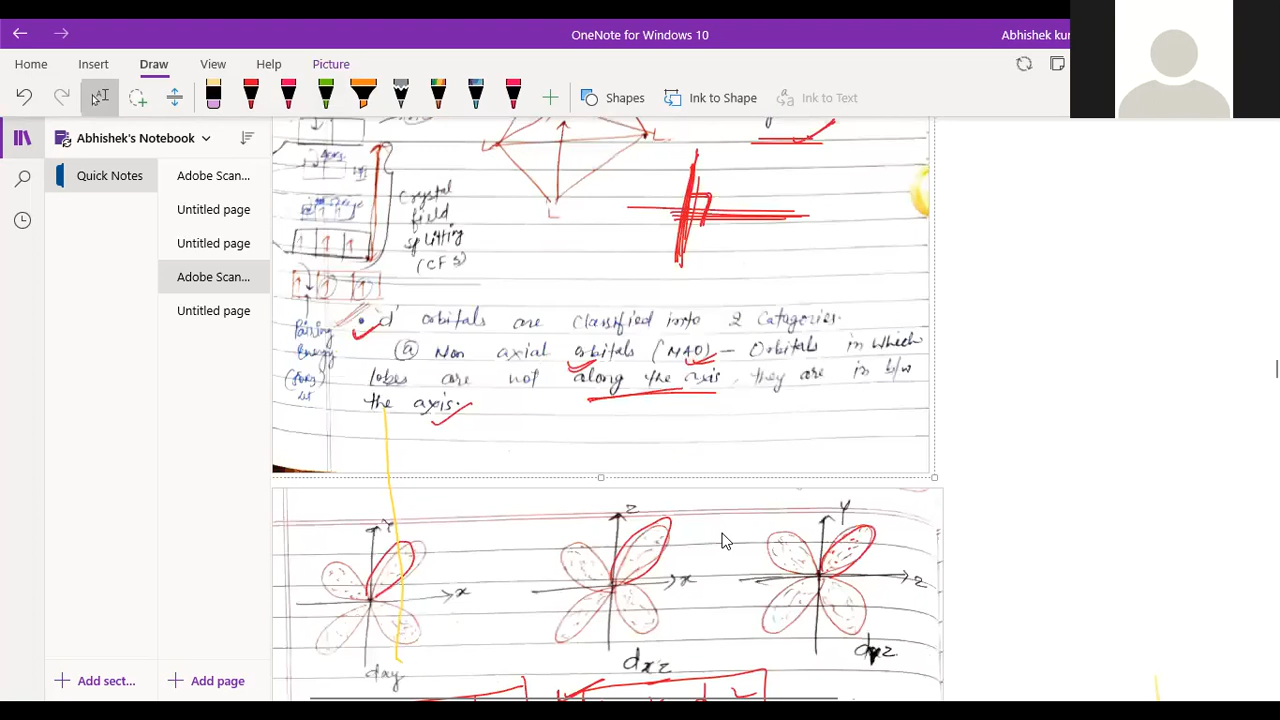 OneNote for Windows 10
Abhishek kum
Home
Insert
Draw
View
Help
Picture
Shapes
Ink to Shape
Ink to Text
Abhishek's Notebook
Quick Notes
Adobe Scan...
Untitled page
Untitled page
Adobe Scan...
Untitled page
Add sect...
Add page
L
L
L
Crystal
field
splitting
(CFS)
↑ ↑ ↑
Pairing
Energy
• 'd' orbitals are classified into 2 Categories.
(a) Non axial orbitals (NAO) – Orbitals in which
lobes are not along the axis, they are in b/w
the axis.
Y
x
Z
x
dxz
Y
z